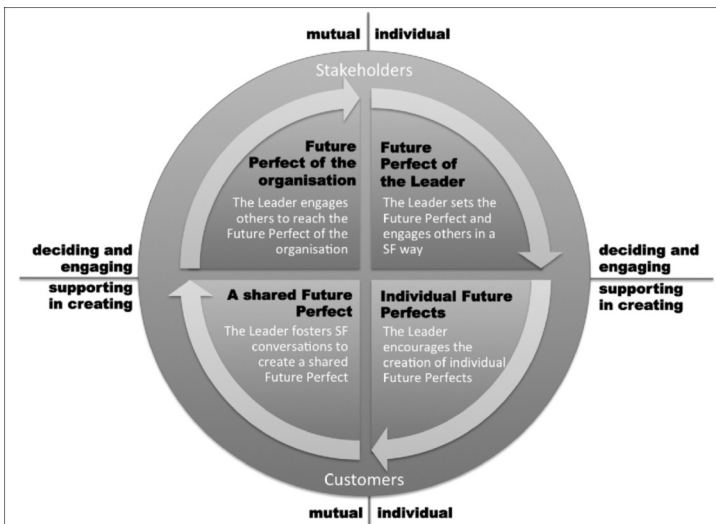 mutual individual
Stakeholders
Future
Perfect of the
organisation
The Leader engages
others to reach the
Future Perfect of the
organisation
Future
Perfect of
the Leader
The Leader sets the
Future Perfect and
engages others in a
SF way
deciding and
engaging
supporting
in creating
deciding and
engaging
supporting
in creating
A shared Future
Perfect
The Leader fosters SF
conversations to
create a shared
Future Perfect
Individual Future
Perfects
The Leader
encourages the
creation of individual
Future Perfects
Customers
mutual individual